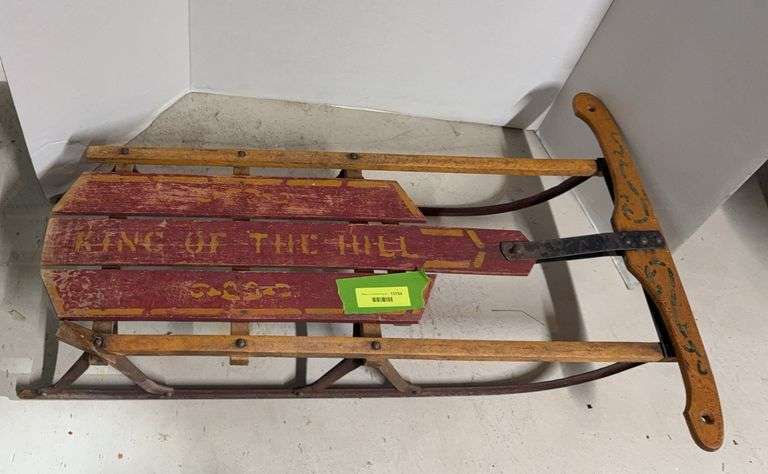 KING OF THE HILL